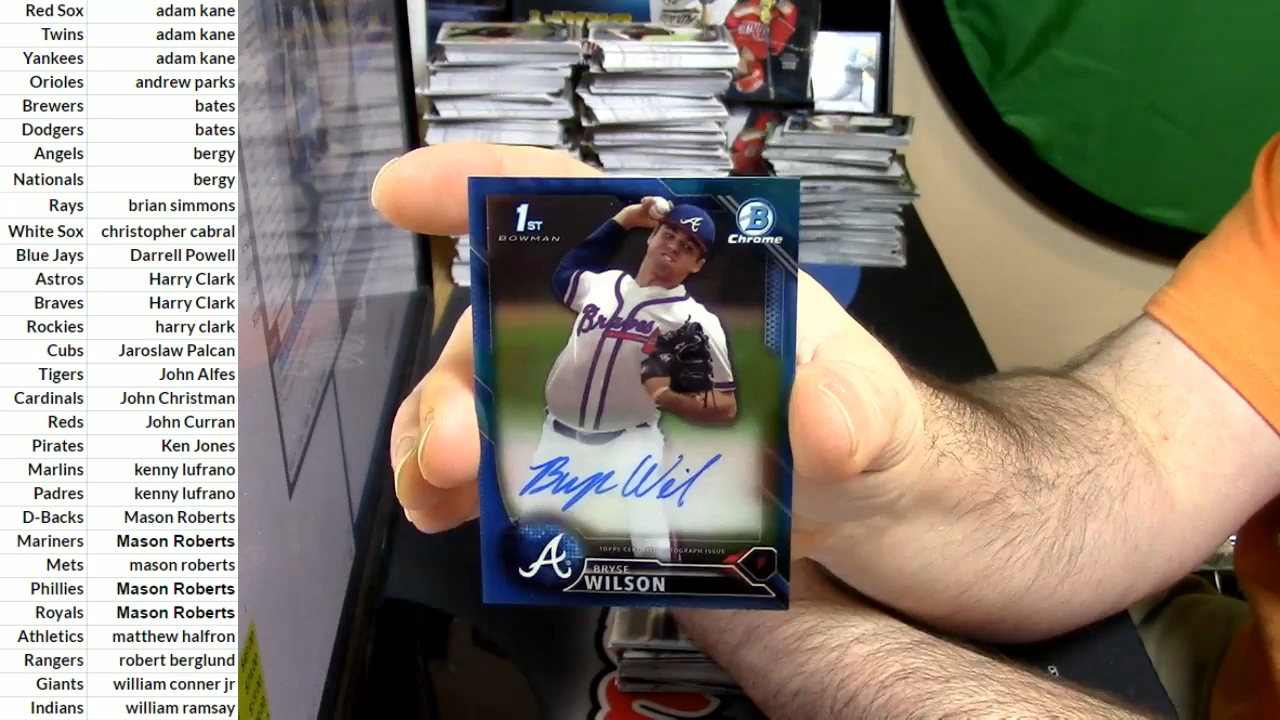 Red Sox adam kane
Twins adam kane
Yankees adam kane
Orioles andrew parks
Brewers bates
Dodgers bates
Angels bergy
Nationals bergy
Rays brian simmons
White Sox christopher cabral
Blue Jays Darrell Powell
Astros Harry Clark
Braves Harry Clark
Rockies harry clark
Cubs Jaroslaw Palcan
Tigers John Alfes
Cardinals John Christman
Reds John Curran
Pirates Ken Jones
Marlins kenny lufrano
Padres kenny lufrano
D-Backs Mason Roberts
Mariners Mason Roberts
Mets mason roberts
Phillies Mason Roberts
Royals Mason Roberts
Athletics matthew halfron
Rangers robert berglund
Giants william conner jr
Indians william ramsay
1ST
BOWMAN
B
Chrome
A
Braves
TOPPS CERTIFIED AUTOGRAPH ISSUE
A
BRYSE
WILSON
P